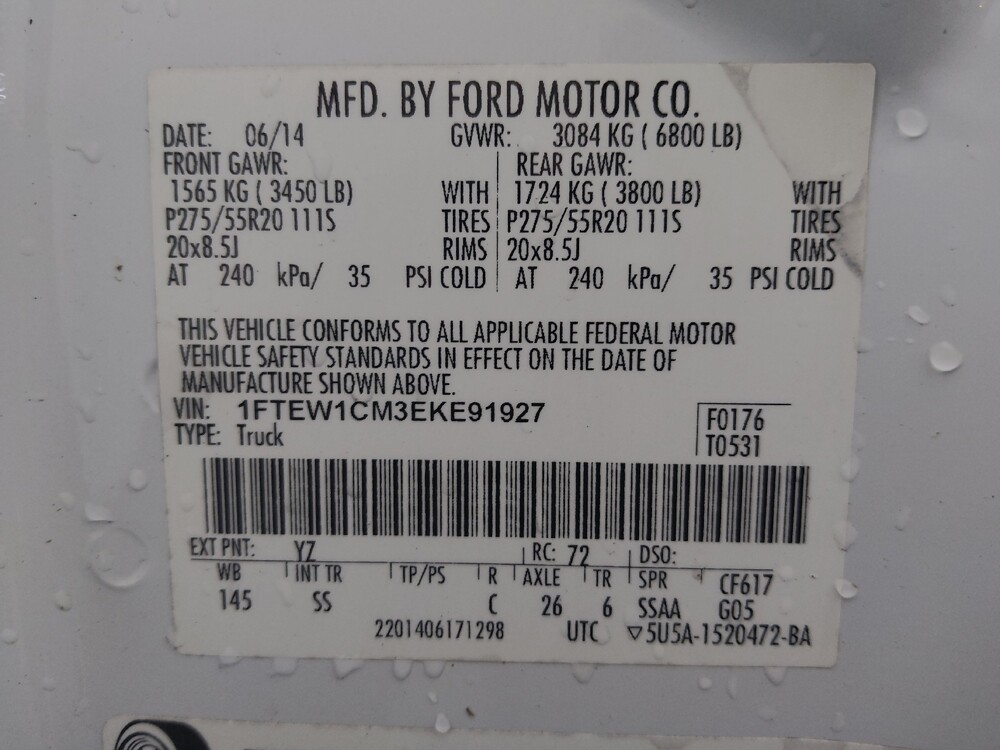 MFD. BY FORD MOTOR CO.
DATE: 06/14 GVWR: 3084 KG ( 6800 LB)
FRONT GAWR: REAR GAWR:
1565 KG ( 3450 LB) WITH 1724 KG ( 3800 LB) WITH
P275/55R20 111S TIRES P275/55R20 111S TIRES
20x8.5J RIMS 20x8.5J RIMS
AT 240 kPa/ 35 PSI COLD AT 240 kPa/ 35 PSI COLD
THIS VEHICLE CONFORMS TO ALL APPLICABLE FEDERAL MOTOR
VEHICLE SAFETY STANDARDS IN EFFECT ON THE DATE OF
MANUFACTURE SHOWN ABOVE.
VIN: 1FTEW1CM3EKE91927 F0176
TYPE: Truck T0531
EXT PNT: YZ RC: 72 DSO:
WB INT TR TP/PS R AXLE TR SPR CF617
145 SS C 26 6 SSAA G05
2201406171298 UTC ▽5U5A-1520472-BA